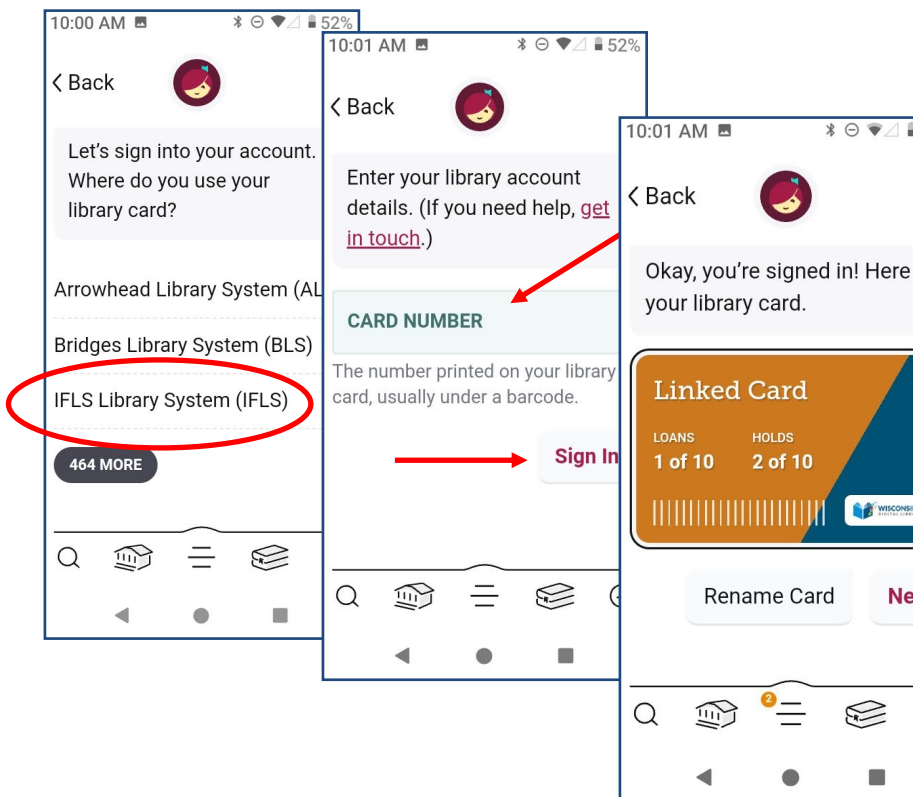 10:00 AM 52%
Back
Let's sign into your account.
Where do you use your
library card?
Arrowhead Library System (AL
Bridges Library System (BLS)
IFLS Library System (IFLS)
464 MORE
10:01 AM 52%
Back
Enter your library account
details. (If you need help, get
in touch.)
CARD NUMBER
The number printed on your library
card, usually under a barcode.
Sign In
10:01 AM
Back
Okay, you're signed in! Here
your library card.
Linked Card
LOANS HOLDS
1 of 10 2 of 10
WISCONSI
DIGITAL LIBR
Rename Card Ne
2